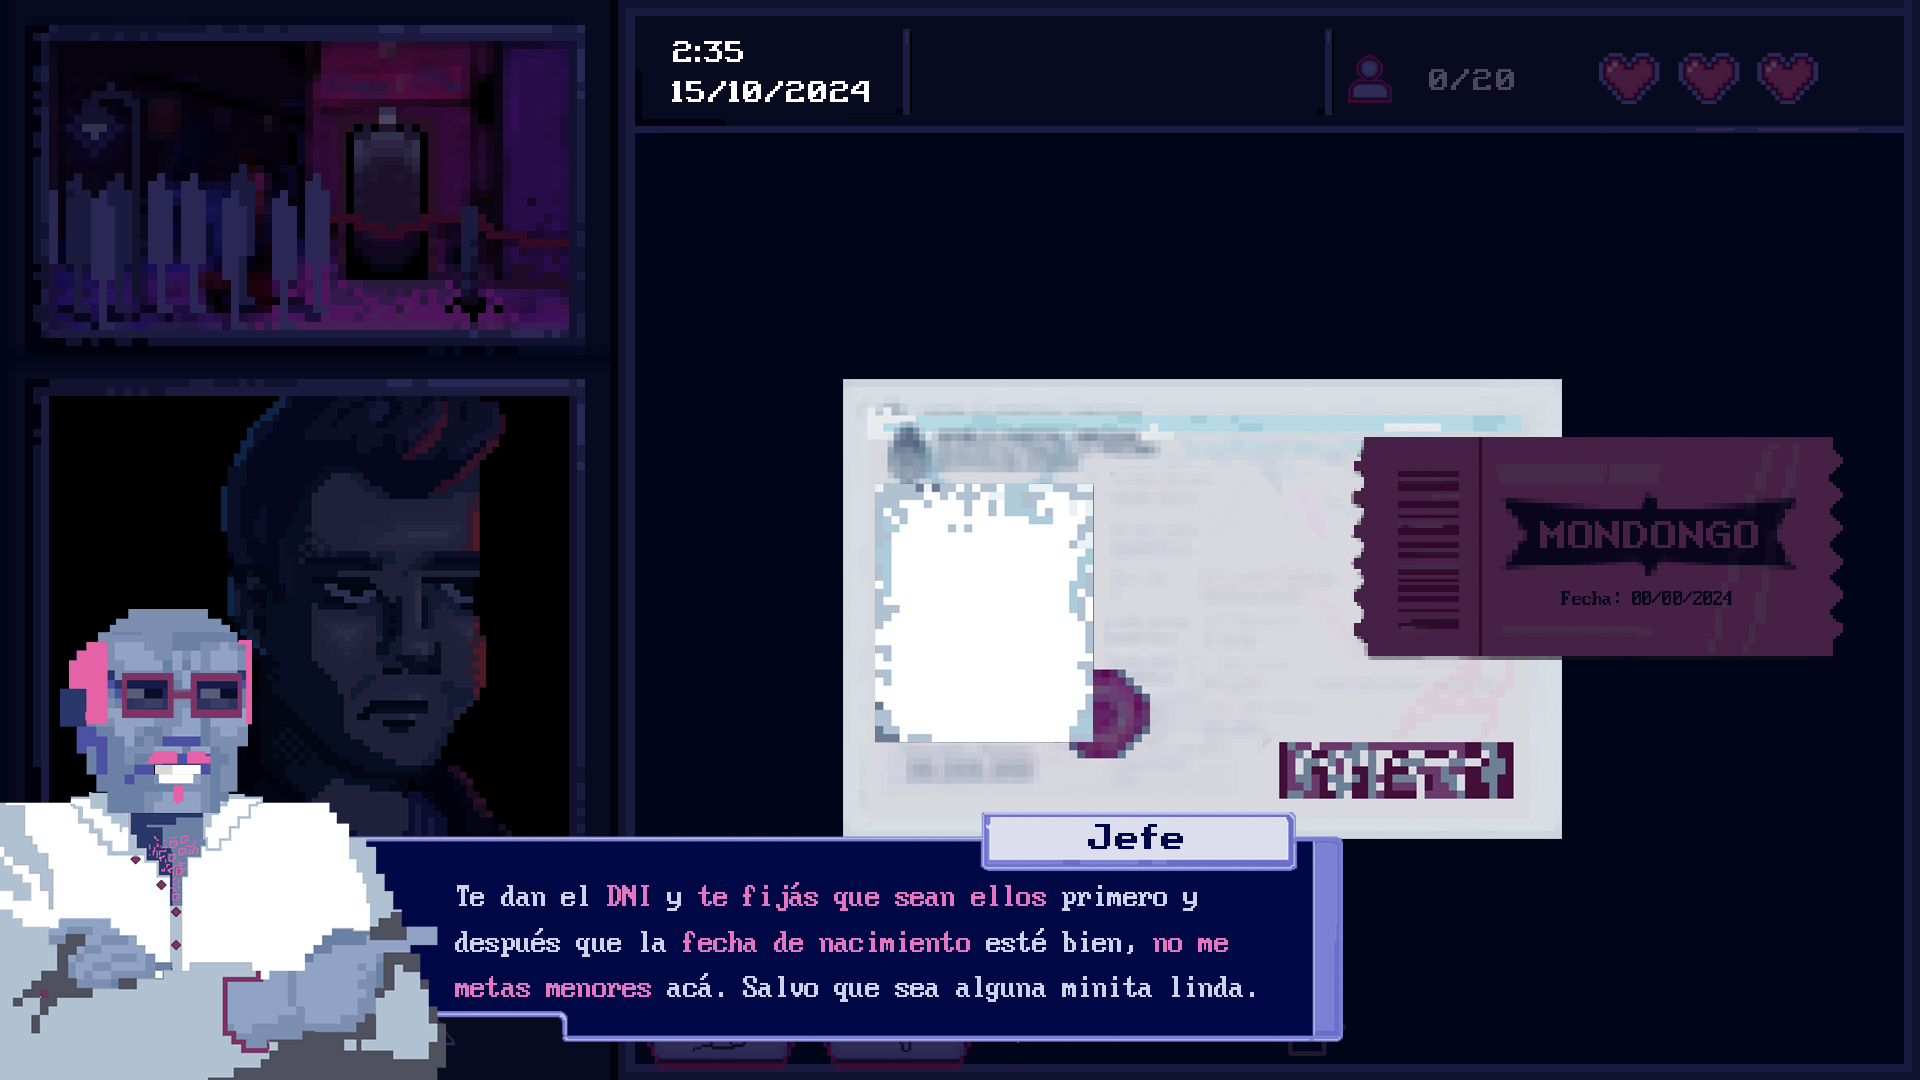 2:35
15/10/2024
0/20
MONDONGO
Fecha: 00/00/2024
Jefe
Te dan el DNI y te fijás que sean ellos primero y
después que la fecha de nacimiento esté bien, no me
metas menores acá. Salvo que sea alguna minita linda.